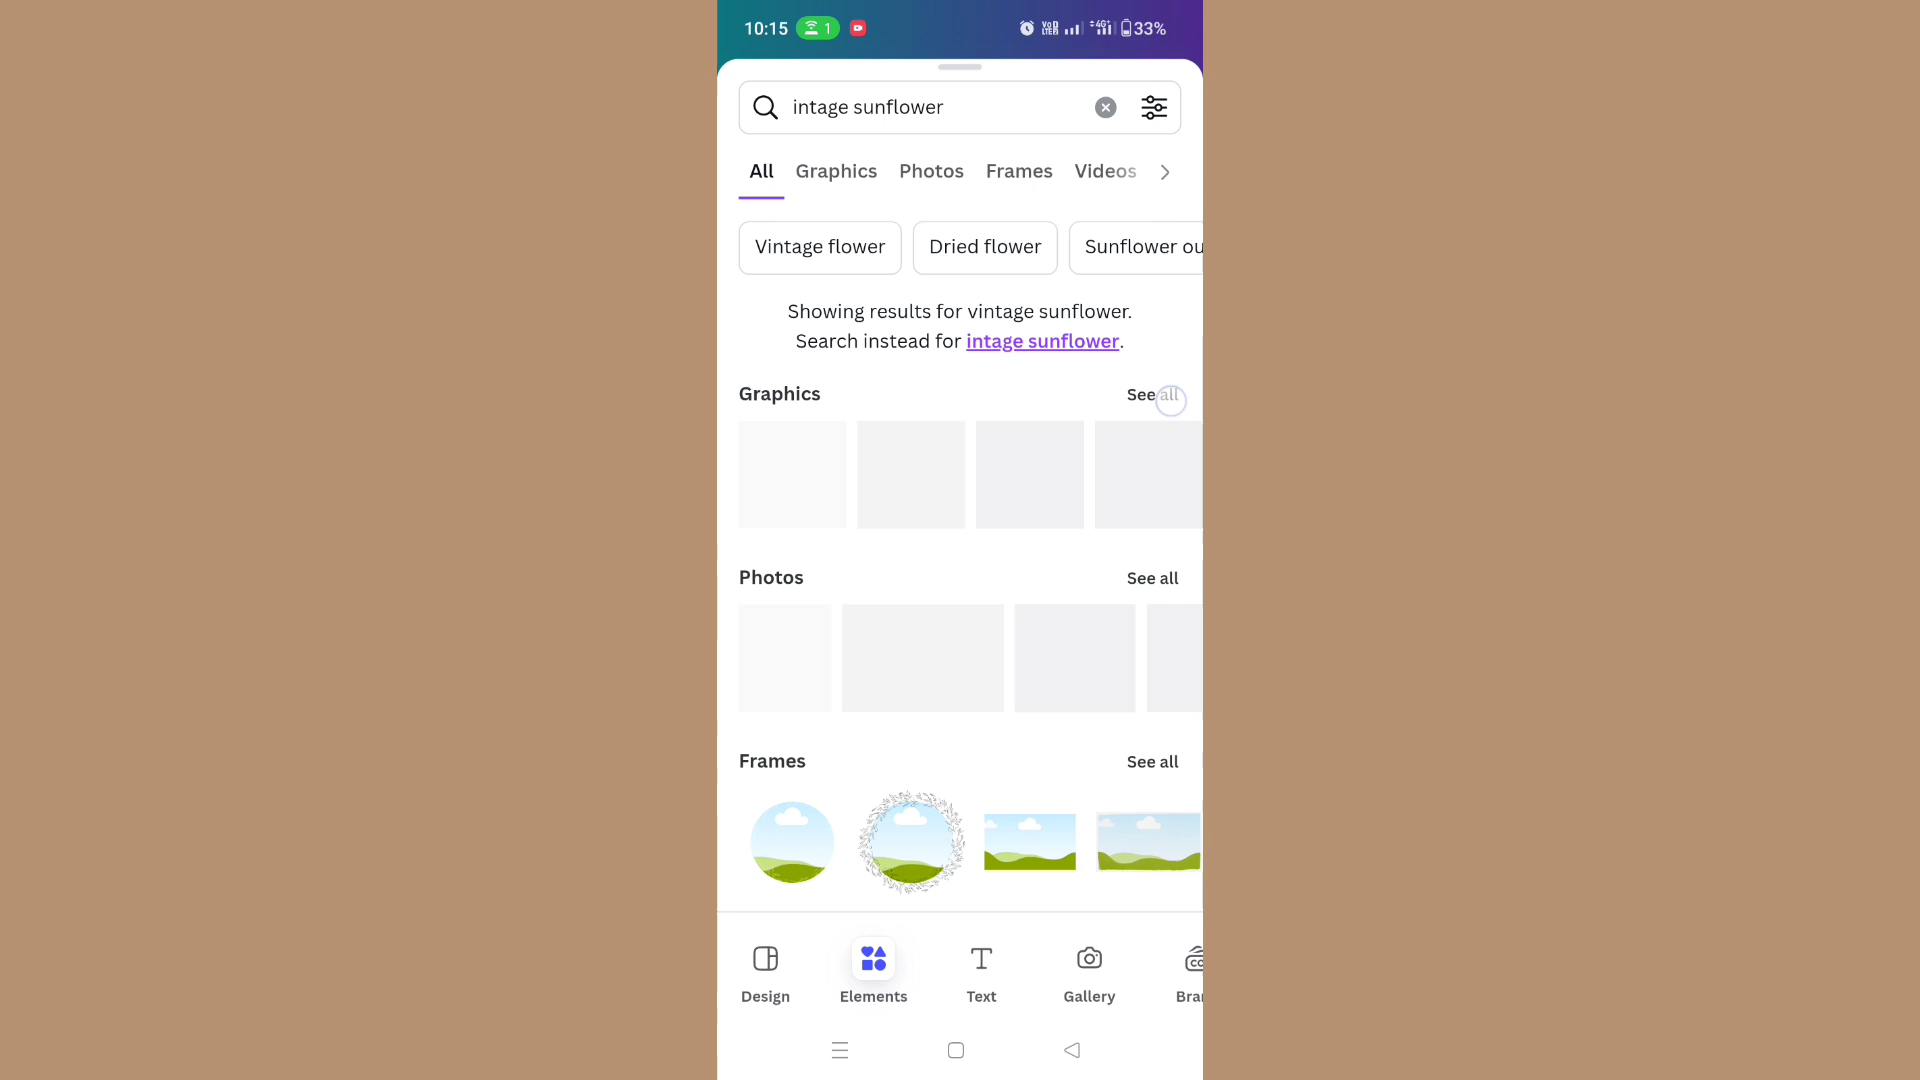 10:15 1 33%
intage sunflower
All Graphics Photos Frames Videos
Vintage flower Dried flower Sunflower ou
Showing results for vintage sunflower.
Search instead for intage sunflower.
Graphics See all
Photos See all
Frames See all
Design Elements Text Gallery Bra